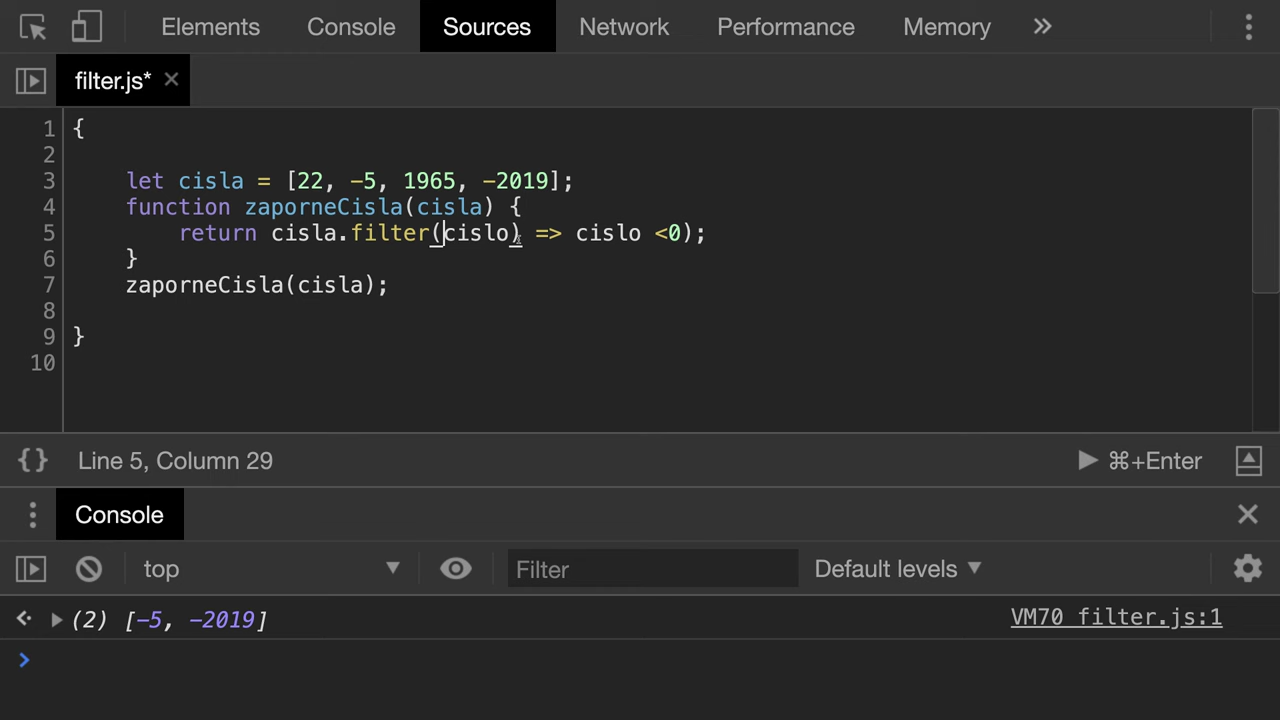 Elements Console Sources Network Performance Memory »
filter.js* ×
1 {
2
3 let cisla = [22, -5, 1965, -2019];
4 function zaporneCisla(cisla) {
5 return cisla.filter(cislo) => cislo <0);
6 }
7 zaporneCisla(cisla);
8
9 }
10
{} Line 5, Column 29 ⌘+Enter
Console
top Filter Default levels
(2) [-5, -2019] VM70 filter.js:1
>